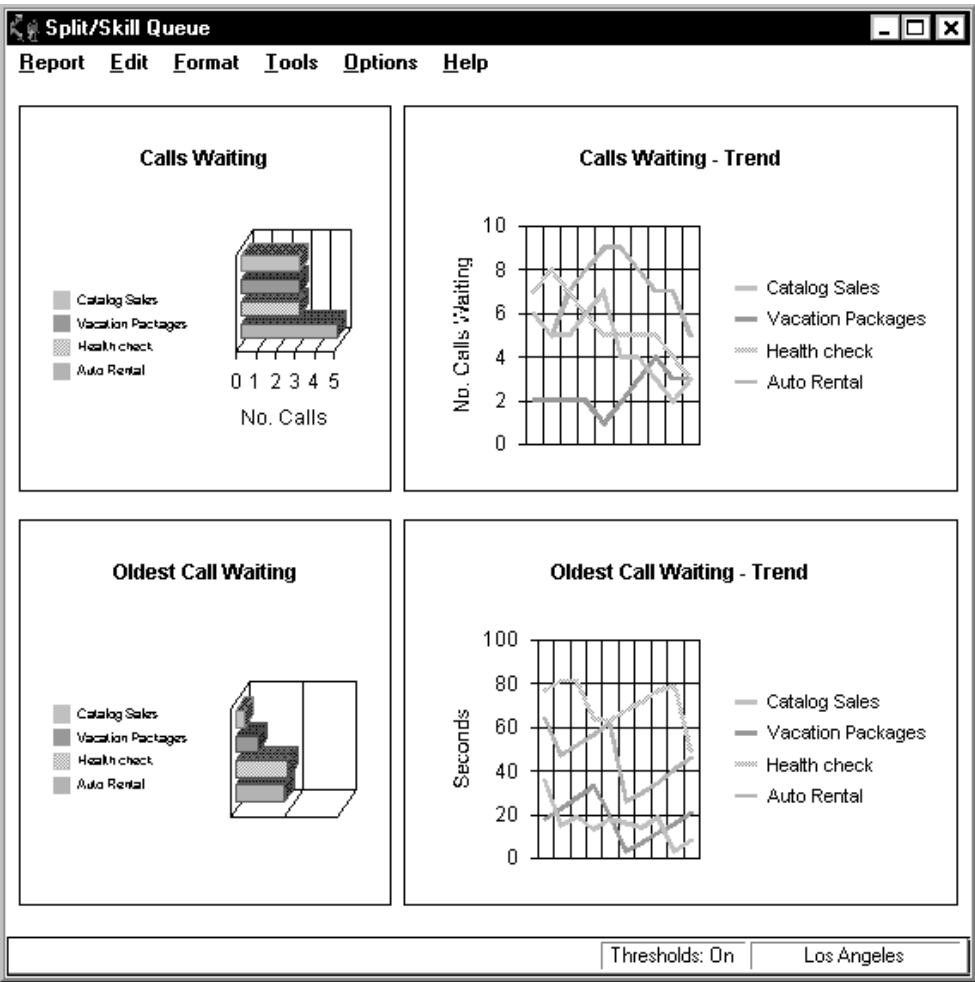 Split/Skill Queue
Report Edit Format Tools Options Help
Calls Waiting
Catalog Sales
Vacation Packages
Health check
Auto Rental
0 1 2 3 4 5
No. Calls
Calls Waiting - Trend
No. Calls Waiting
10
8
6
4
2
0
Catalog Sales
Vacation Packages
Health check
Auto Rental
Oldest Call Waiting
Catalog Sales
Vacation Packages
Health check
Auto Rental
Oldest Call Waiting - Trend
Seconds
100
80
60
40
20
0
Catalog Sales
Vacation Packages
Health check
Auto Rental
Thresholds: On
Los Angeles